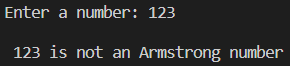 Enter a number: 123
123 is not an Armstrong number